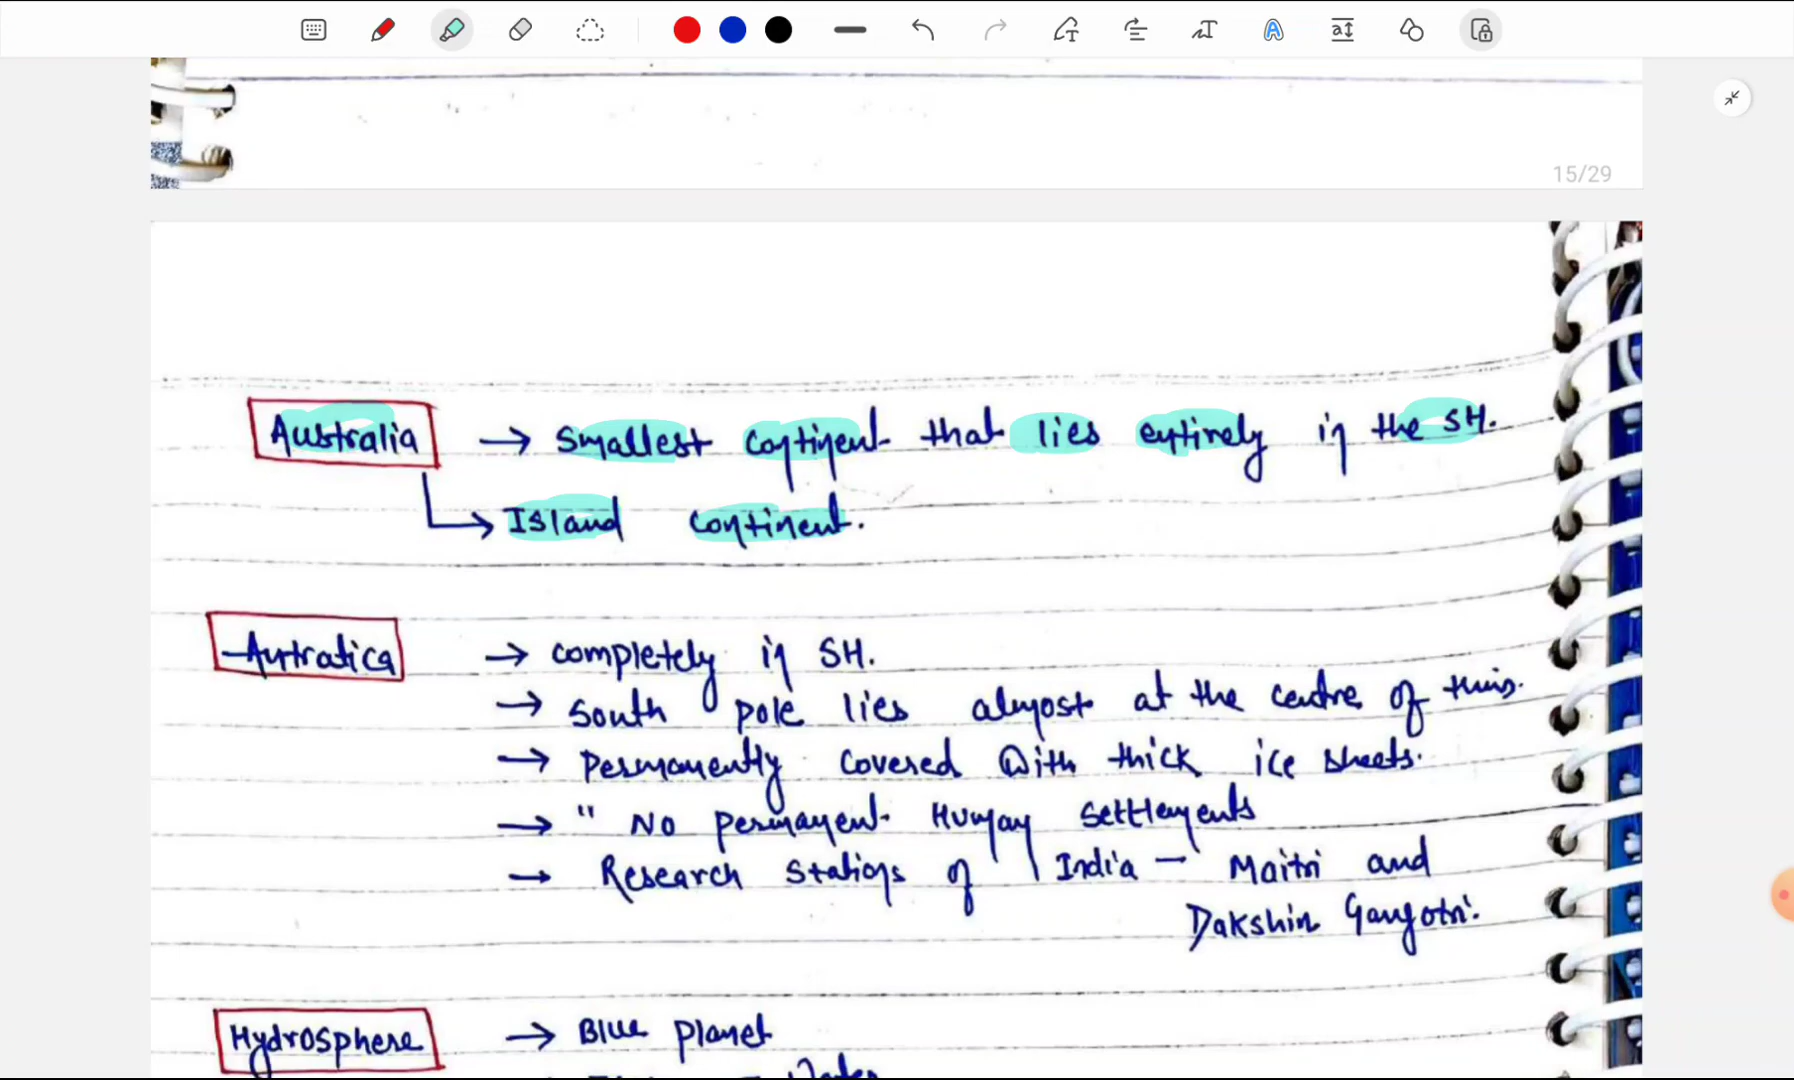 15/29
Australia → Smallest continent that lies entirely in the SH.
→ Island continent.
Antratica → completely in SH.
→ south pole lies almost at the centre of this.
→ Permanently covered with thick ice sheets.
→ " No permanent Human settlements
→ Research stations of India — Maitri and
Dakshin Gangotri.
Hydrosphere → Blue planet